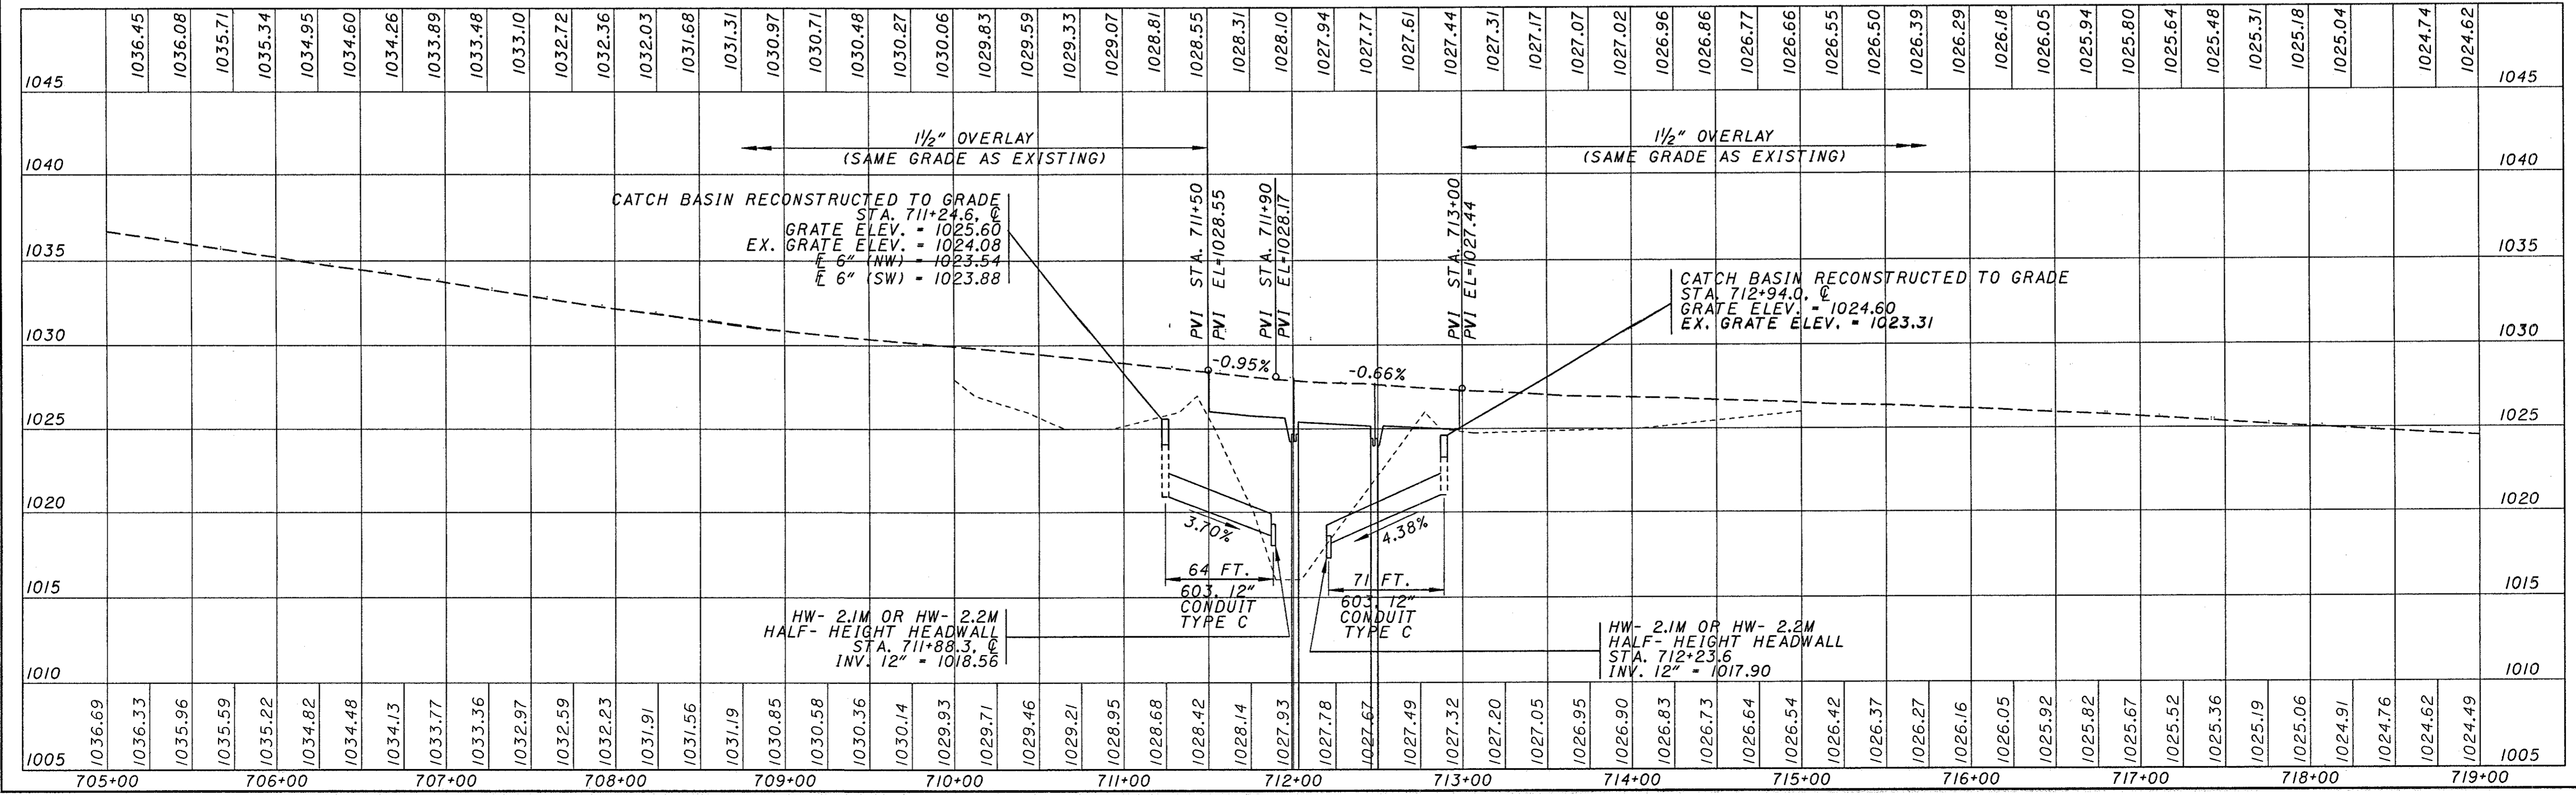 1036.45 1036.08 1035.71 1035.34 1034.95 1034.60 1034.26 1033.89 1033.48 1033.10 1032.72 1032.36 1032.03 1031.68 1031.31 1030.97 1030.71 1030.48 1030.27 1030.06 1029.83 1029.59 1029.33 1029.07 1028.81 1028.55 1028.31 1028.10 1027.94 1027.77 1027.61 1027.44 1027.31 1027.17 1027.07 1027.02 1026.96 1026.86 1026.77 1026.66 1026.55 1026.50 1026.39 1026.29 1026.18 1026.05 1025.94 1025.80 1025.64 1025.48 1025.31 1025.18 1025.04 1024.74 1024.62
1045 1045
1½" OVERLAY
(SAME GRADE AS EXISTING)
1½" OVERLAY
(SAME GRADE AS EXISTING)
1040 1040
CATCH BASIN RECONSTRUCTED TO GRADE
STA. 711+24.6, ℄
GRATE ELEV. = 1025.60
EX. GRATE ELEV. = 1024.08
FL 6" (NW) = 1023.54
FL 6" (SW) = 1023.88
PVI STA. 711+50
PVI EL=1028.55
PVI STA. 711+90
PVI EL=1028.17
PVI STA. 713+00
PVI EL=1027.44
1035 1035
CATCH BASIN RECONSTRUCTED TO GRADE
STA. 712+94.0, ℄
GRATE ELEV. = 1024.60
EX. GRATE ELEV. = 1023.31
1030 1030
-0.95%
-0.66%
1025 1025
1020 1020
3.70%
4.38%
64 FT.
603, 12"
CONDUIT
TYPE C
71 FT.
603, 12"
CONDUIT
TYPE C
1015 1015
HW- 2.1M OR HW- 2.2M
HALF- HEIGHT HEADWALL
STA. 711+88.3, ℄
INV. 12" = 1018.56
HW- 2.1M OR HW- 2.2M
HALF- HEIGHT HEADWALL
STA. 712+23.6
INV. 12" = 1017.90
1010 1010
1036.69 1036.33 1035.96 1035.59 1035.22 1034.82 1034.48 1034.13 1033.77 1033.36 1032.97 1032.59 1032.23 1031.91 1031.56 1031.19 1030.85 1030.58 1030.36 1030.14 1029.93 1029.71 1029.46 1029.21 1028.95 1028.68 1028.42 1028.14 1027.93 1027.78 1027.67 1027.49 1027.32 1027.20 1027.05 1026.95 1026.90 1026.83 1026.73 1026.64 1026.54 1026.42 1026.37 1026.27 1026.16 1026.05 1025.92 1025.82 1025.67 1025.52 1025.36 1025.19 1025.06 1024.91 1024.76 1024.62 1024.49
1005 1005
705+00 706+00 707+00 708+00 709+00 710+00 711+00 712+00 713+00 714+00 715+00 716+00 717+00 718+00 719+00